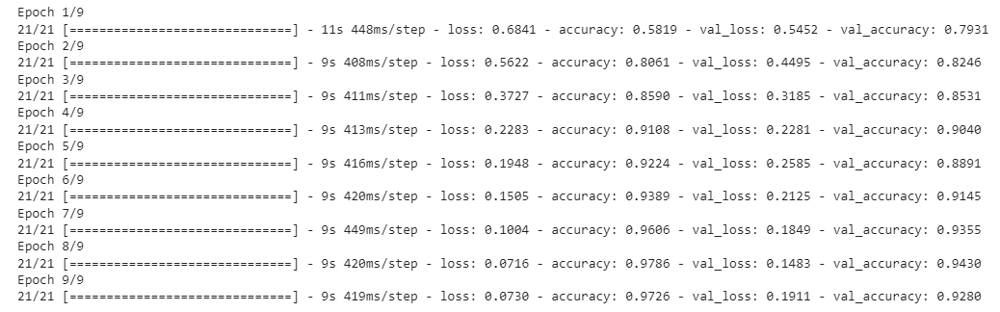 Epoch 1/9
21/21 [==============================] - 11s 448ms/step - loss: 0.6841 - accuracy: 0.5819 - val_loss: 0.5452 - val_accuracy: 0.7931
Epoch 2/9
21/21 [==============================] - 9s 408ms/step - loss: 0.5622 - accuracy: 0.8061 - val_loss: 0.4495 - val_accuracy: 0.8246
Epoch 3/9
21/21 [==============================] - 9s 411ms/step - loss: 0.3727 - accuracy: 0.8590 - val_loss: 0.3185 - val_accuracy: 0.8531
Epoch 4/9
21/21 [==============================] - 9s 413ms/step - loss: 0.2283 - accuracy: 0.9108 - val_loss: 0.2281 - val_accuracy: 0.9040
Epoch 5/9
21/21 [==============================] - 9s 416ms/step - loss: 0.1948 - accuracy: 0.9224 - val_loss: 0.2585 - val_accuracy: 0.8891
Epoch 6/9
21/21 [==============================] - 9s 420ms/step - loss: 0.1505 - accuracy: 0.9389 - val_loss: 0.2125 - val_accuracy: 0.9145
Epoch 7/9
21/21 [==============================] - 9s 449ms/step - loss: 0.1004 - accuracy: 0.9606 - val_loss: 0.1849 - val_accuracy: 0.9355
Epoch 8/9
21/21 [==============================] - 9s 420ms/step - loss: 0.0716 - accuracy: 0.9786 - val_loss: 0.1483 - val_accuracy: 0.9430
Epoch 9/9
21/21 [==============================] - 9s 419ms/step - loss: 0.0730 - accuracy: 0.9726 - val_loss: 0.1911 - val_accuracy: 0.9280